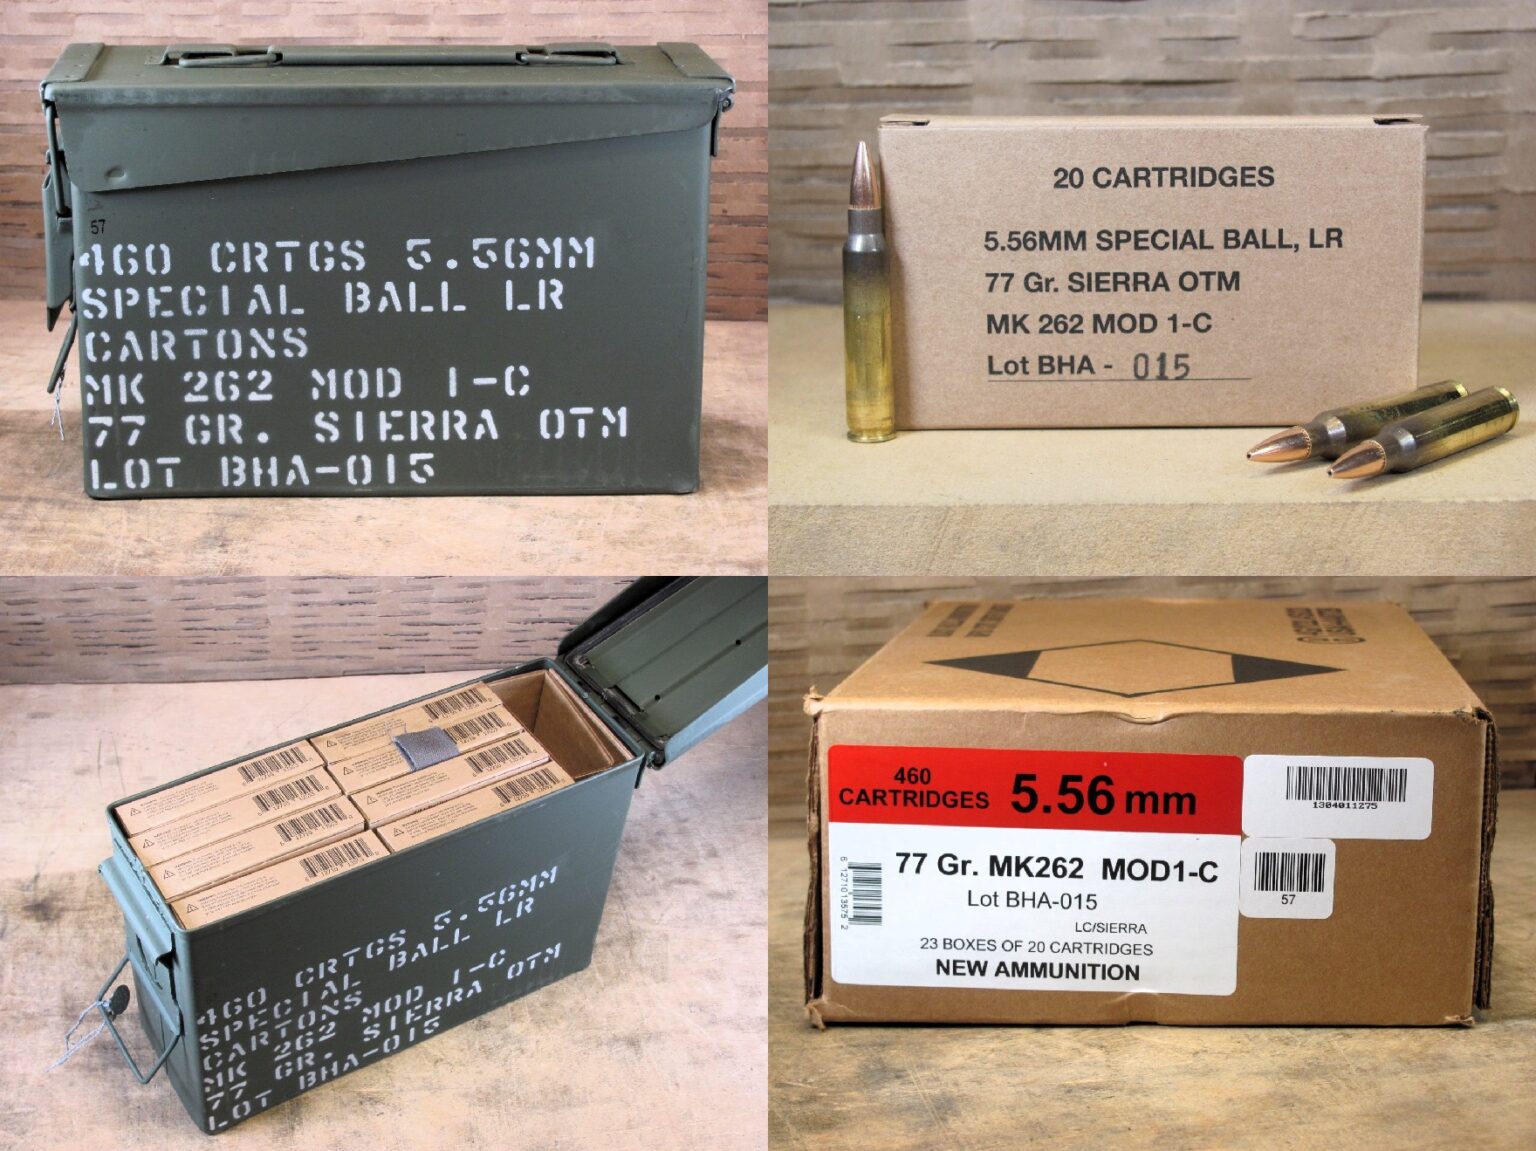 57
460 CRTGS 5.56MM
SPECIAL BALL LR
CARTONS
MK 262 MOD 1-C
77 GR. SIERRA OTM
LOT BHA-015
20 CARTRIDGES
5.56MM SPECIAL BALL, LR
77 Gr. SIERRA OTM
MK 262 MOD 1-C
Lot BHA - 015
460 CRTGS 5.56MM
SPECIAL BALL LR
CARTONS
MK 262 MOD 1-C
77 GR. SIERRA OTM
LOT BHA-015
460
CARTRIDGES 5.56 mm
1304011275
77 Gr. MK262 MOD1-C
Lot BHA-015
LC/SIERRA
23 BOXES OF 20 CARTRIDGES
NEW AMMUNITION
6 12710 13575 2
57